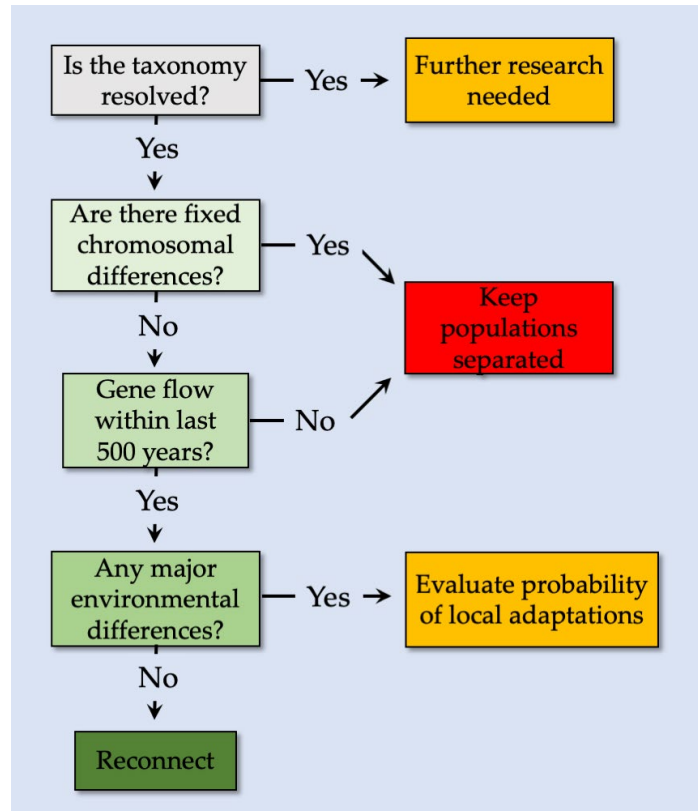 Is the taxonomy
resolved?
Yes
Further research
needed
Yes
Are there fixed
chromosomal
differences?
Yes
Keep
populations
separated
No
Gene flow
within last
500 years?
No
Yes
Any major
environmental
differences?
Yes
Evaluate probability
of local adaptations
No
Reconnect